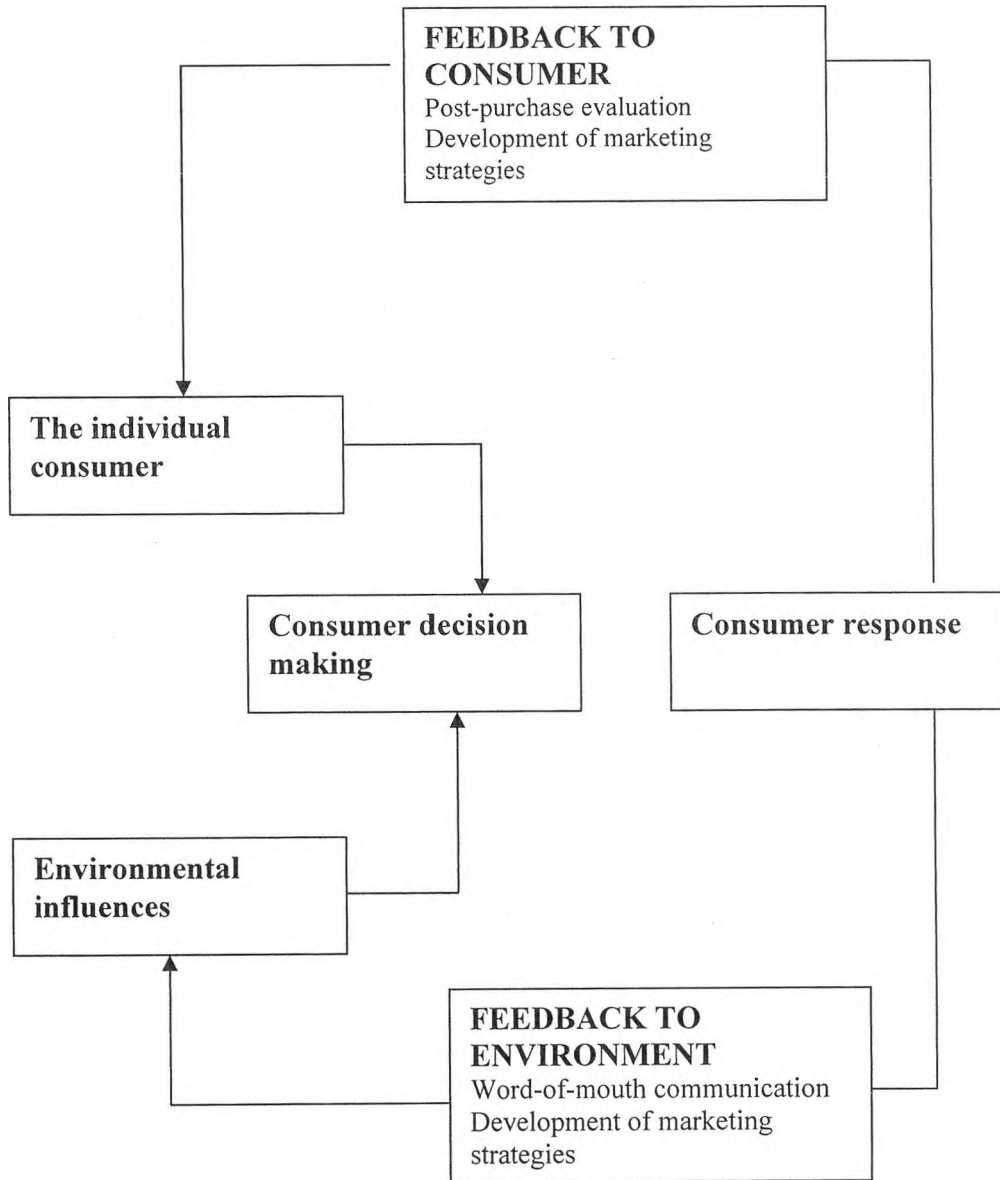 FEEDBACK TO
CONSUMER
Post-purchase evaluation
Development of marketing
strategies
The individual
consumer
Consumer decision
making
Consumer response
Environmental
influences
FEEDBACK TO
ENVIRONMENT
Word-of-mouth communication
Development of marketing
strategies